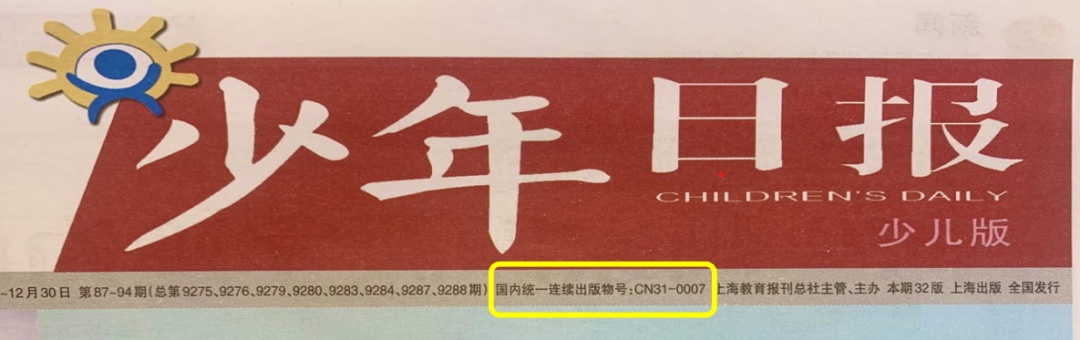 少年日报
CHILDREN'S DAILY
少儿版
-12月30日 第87-94期(总第9275、9276、9279、9280、9283、9284、9287、9288期) 国内统一连续出版物号:CN31-0007 上海教育报刊总社主管、主办 本期32版 上海出版 全国发行